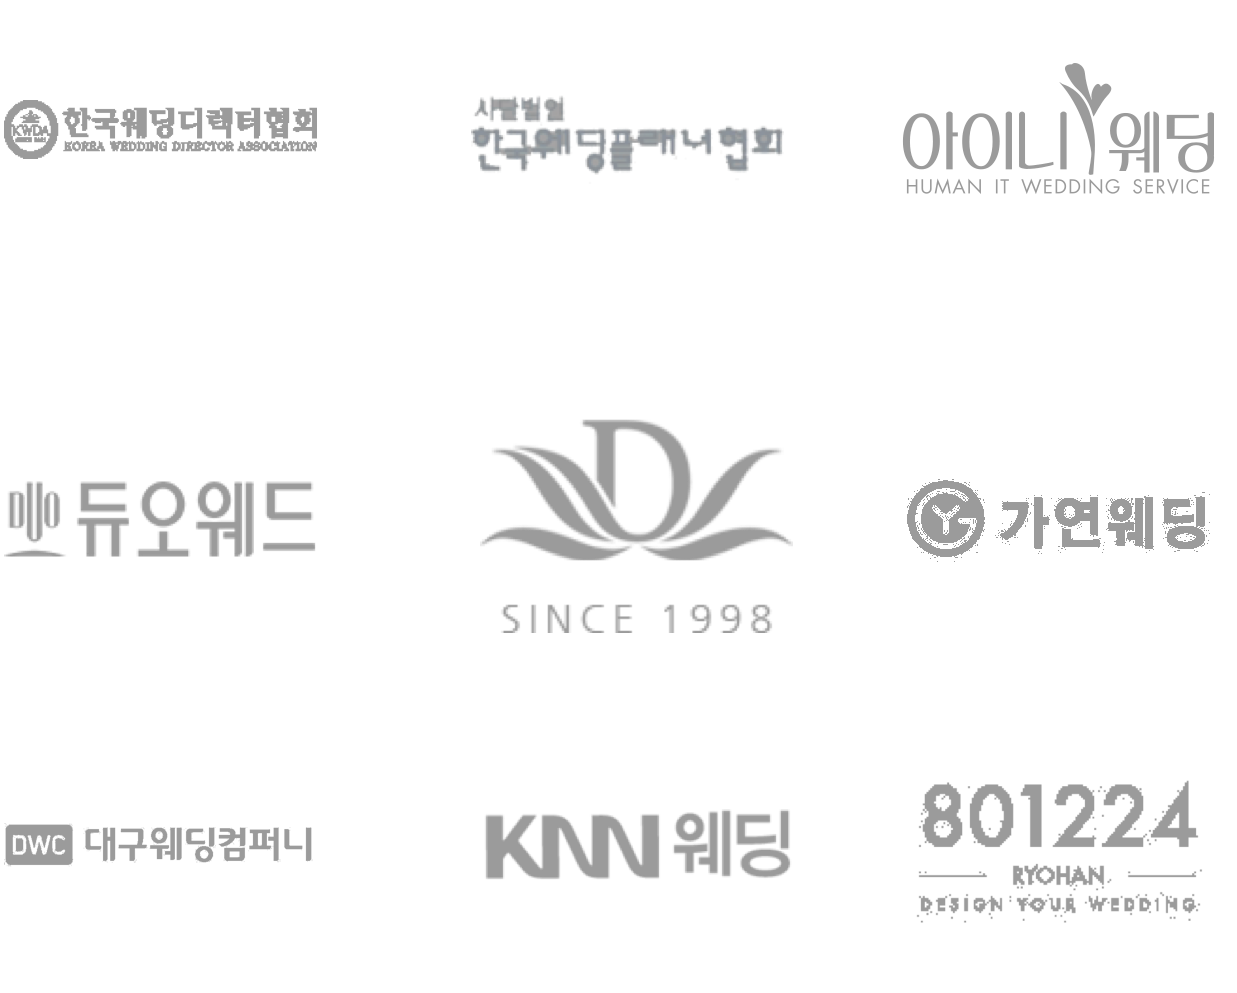 KWDA
한국웨딩디렉터협회
KOREA WEDDING DIRECTOR ASSOCIATION
사단법인
한국웨딩플래너협회
아이니웨딩
HUMAN IT WEDDING SERVICE
DUO 듀오웨드
D
SINCE 1998
가연웨딩
DWC 대구웨딩컴퍼니
KNN 웨딩
801224
RYOHAN
DESIGN YOUR WEDDING